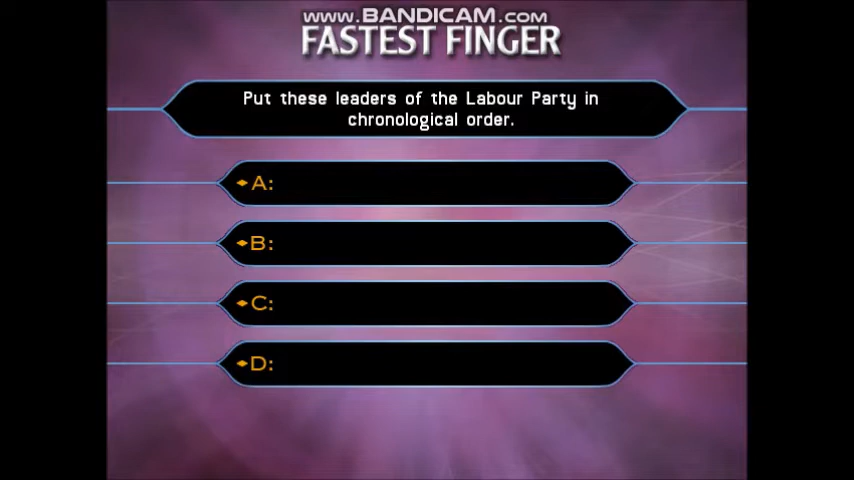 www.BANDICAM.com
FASTEST FINGER
Put these leaders of the Labour Party in
chronological order.
A:
B:
C:
D: